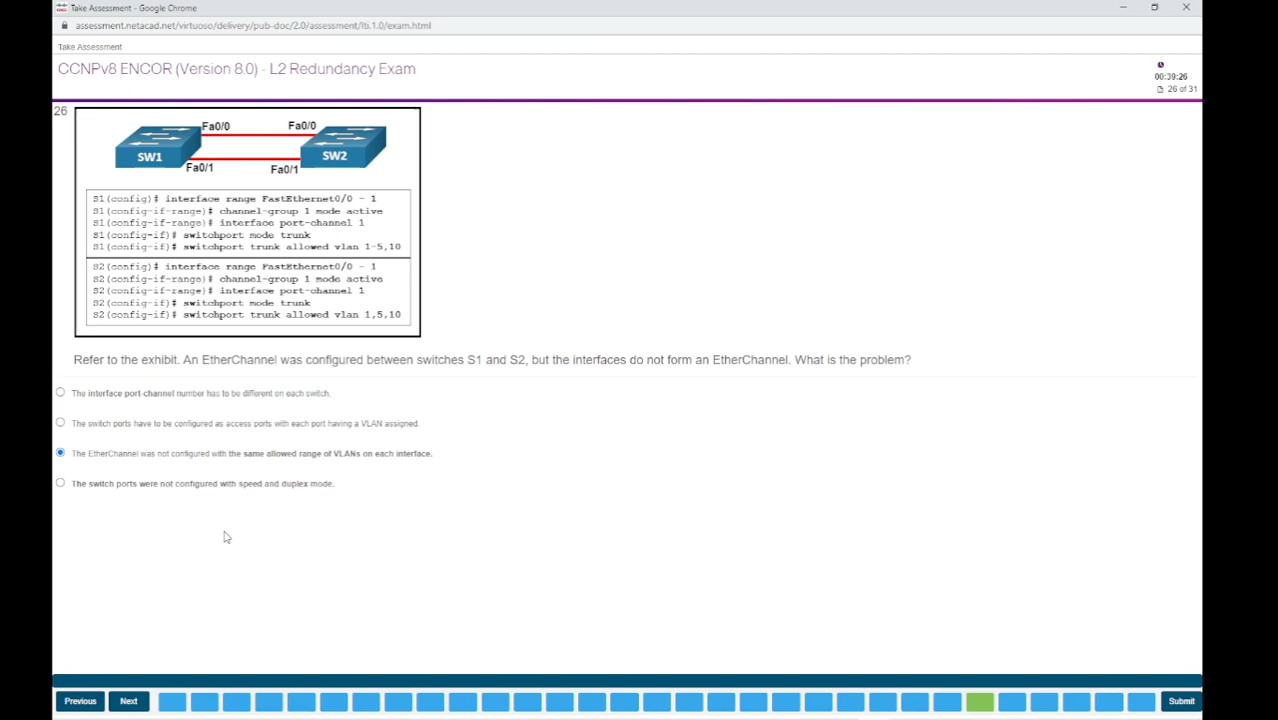 Take Assessment - Google Chrome
assessment.netacad.net/virtuoso/delivery/pub-doc/2.0/assessment/lti.1.0/exam.html
Take Assessment
CCNPv8 ENCOR (Version 8.0) - L2 Redundancy Exam
00:39:26
26 of 31
26
Fa0/0 Fa0/0
SW1 SW2
Fa0/1 Fa0/1
S1(config)# interface range FastEthernet0/0 - 1
S1(config-if-range)# channel-group 1 mode active
S1(config-if-range)# interface port-channel 1
S1(config-if)# switchport mode trunk
S1(config-if)# switchport trunk allowed vlan 1-5,10
S2(config)# interface range FastEthernet0/0 - 1
S2(config-if-range)# channel-group 1 mode active
S2(config-if-range)# interface port-channel 1
S2(config-if)# switchport mode trunk
S2(config-if)# switchport trunk allowed vlan 1,5,10
Refer to the exhibit. An EtherChannel was configured between switches S1 and S2, but the interfaces do not form an EtherChannel. What is the problem?
The interface port-channel number has to be different on each switch.
The switch ports have to be configured as access ports with each port having a VLAN assigned.
The EtherChannel was not configured with the same allowed range of VLANs on each interface.
The switch ports were not configured with speed and duplex mode.
Previous Next Submit